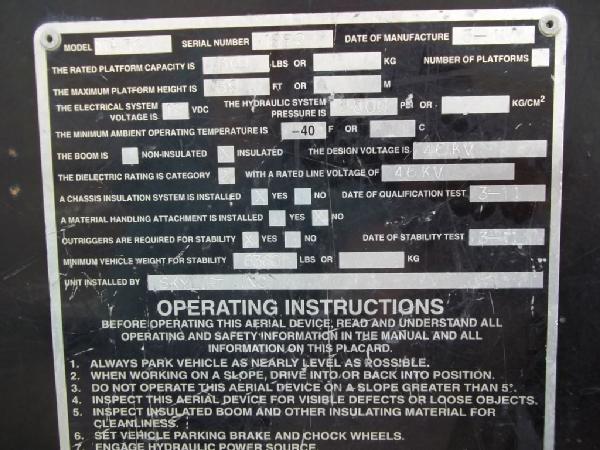 MODEL SERIAL NUMBER DATE OF MANUFACTURE
THE RATED PLATFORM CAPACITY IS LBS OR KG NUMBER OF PLATFORMS
THE MAXIMUM PLATFORM HEIGHT IS FT OR M
THE ELECTRICAL SYSTEM VOLTAGE IS VDC THE HYDRAULIC SYSTEM PRESSURE IS PSI OR KG/CM²
THE MINIMUM AMBIENT OPERATING TEMPERATURE IS -40 F OR C
THE BOOM IS NON-INSULATED X INSULATED THE DESIGN VOLTAGE IS 46KV
THE DIELECTRIC RATING IS CATEGORY WITH A RATED LINE VOLTAGE OF 46KV
A CHASSIS INSULATION SYSTEM IS INSTALLED X YES NO DATE OF QUALIFICATION TEST 3-11
A MATERIAL HANDLING ATTACHMENT IS INSTALLED YES X NO
OUTRIGGERS ARE REQUIRED FOR STABILITY X YES NO DATE OF STABILITY TEST 3-11
MINIMUM VEHICLE WEIGHT FOR STABILITY LBS OR KG
UNIT INSTALLED BY
OPERATING INSTRUCTIONS
BEFORE OPERATING THIS AERIAL DEVICE, READ AND UNDERSTAND ALL
OPERATING AND SAFETY INFORMATION IN THE MANUAL AND ALL
INFORMATION ON THIS PLACARD.
1. ALWAYS PARK VEHICLE AS NEARLY LEVEL AS POSSIBLE.
2. WHEN WORKING ON A SLOPE, DRIVE INTO OR BACK INTO POSITION.
3. DO NOT OPERATE THIS AERIAL DEVICE ON A SLOPE GREATER THAN 5°.
4. INSPECT THIS AERIAL DEVICE FOR VISIBLE DEFECTS OR LOOSE OBJECTS.
5. INSPECT INSULATED BOOM AND OTHER INSULATING MATERIAL FOR
CLEANLINESS.
6. SET VEHICLE PARKING BRAKE AND CHOCK WHEELS.
7. ENGAGE HYDRAULIC POWER SOURCE.